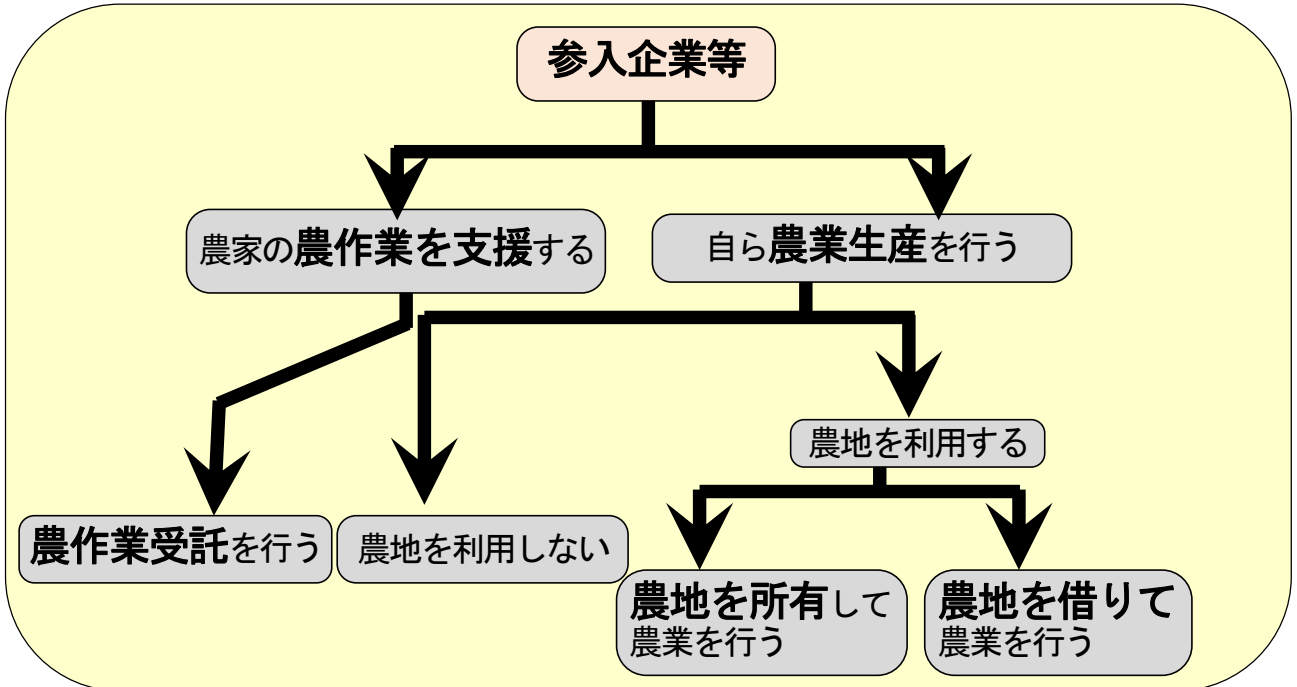 参入企業等
農家の農作業を支援する
自ら農業生産を行う
農地を利用する
農作業受託を行う
農地を利用しない
農地を所有して
農業を行う
農地を借りて
農業を行う